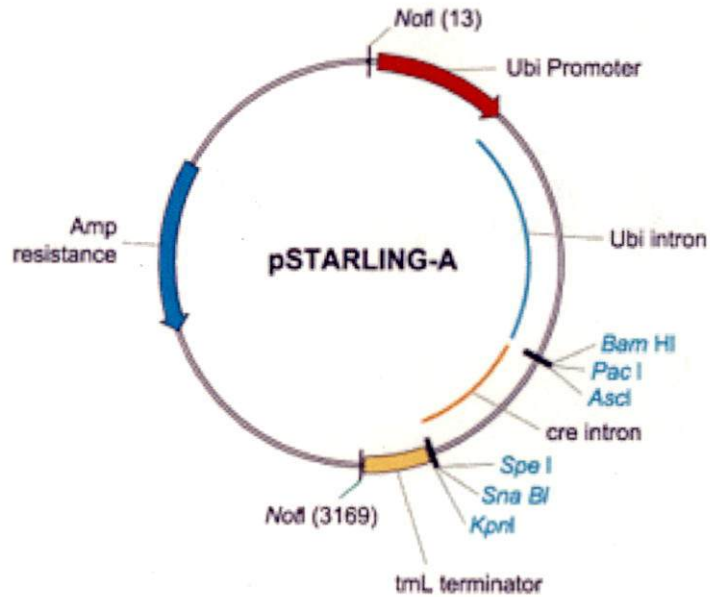 NotI (13)
Ubi Promoter
Amp
resistance
pSTARLING-A
Ubi intron
Bam HI
Pac I
AscI
cre intron
Spe I
Sna BI
KpnI
NotI (3169)
tmL terminator